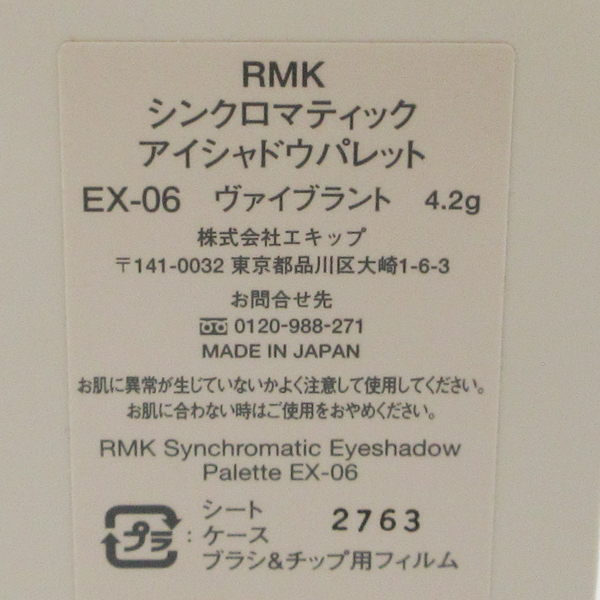 RMK
シンクロマティック
アイシャドウパレット
EX-06 ヴァイブラント 4.2g
株式会社エキップ
〒141-0032 東京都品川区大崎1-6-3
お問合せ先
0120-988-271
MADE IN JAPAN
お肌に異常が生じていないかよく注意して使用してください。
お肌に合わない時はご使用をおやめください。
RMK Synchromatic Eyeshadow
Palette EX-06
プラ : シート 2763
ケース
ブラシ&チップ用フィルム